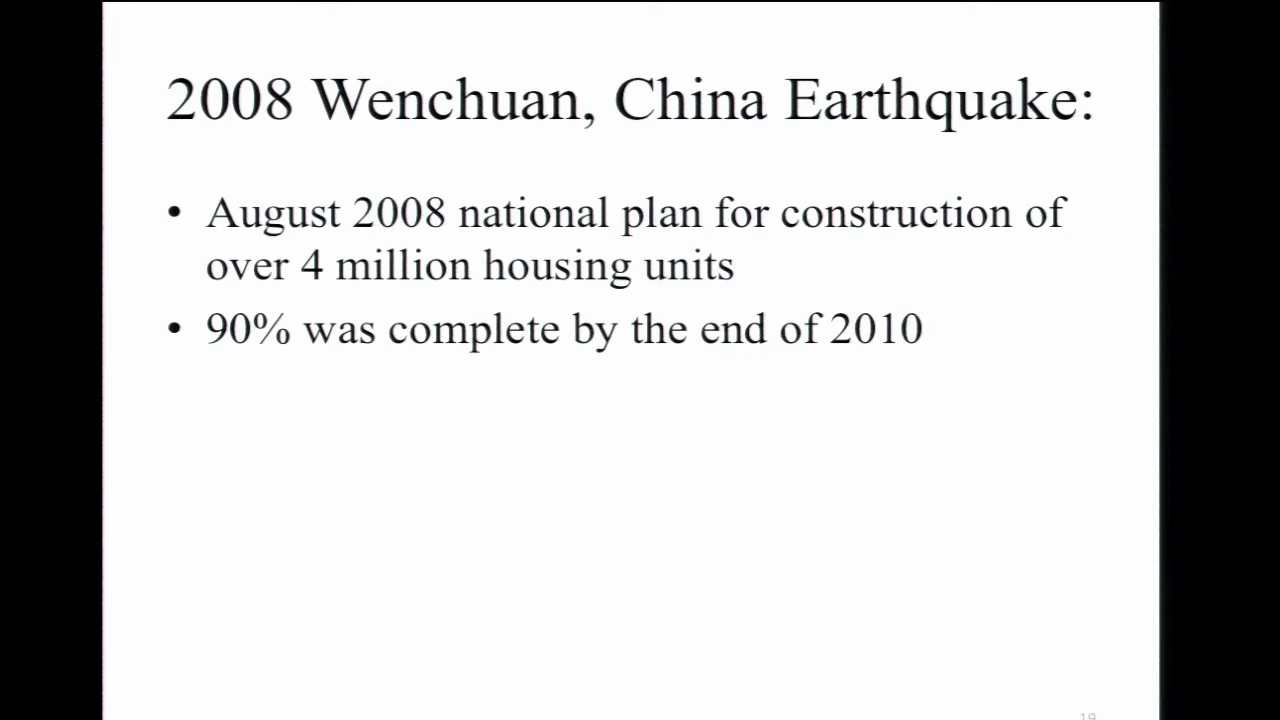 2008 Wenchuan, China Earthquake:
• August 2008 national plan for construction of
over 4 million housing units
• 90% was complete by the end of 2010
19